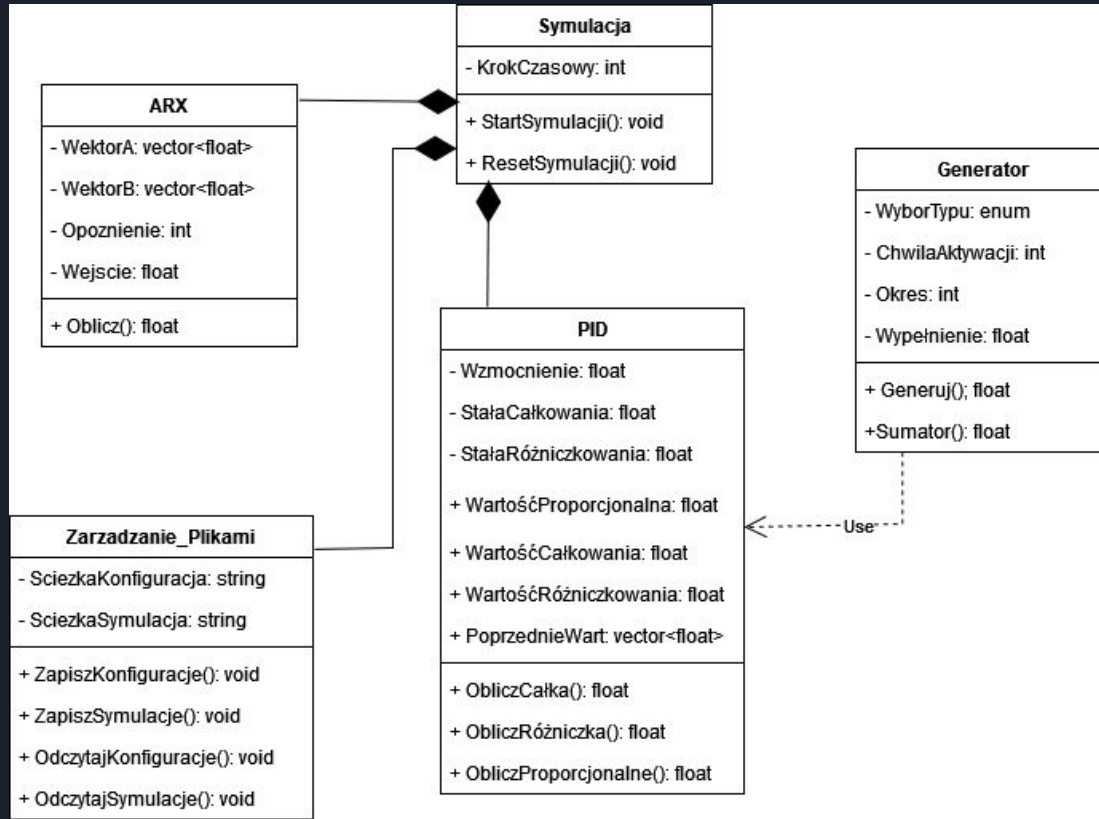 Symulacja
- KrokCzasowy: int
+ StartSymulacji(): void
+ ResetSymulacji(): void
ARX
- WektorA: vector<float>
- WektorB: vector<float>
- Opoznienie: int
- Wejscie: float
+ Oblicz(): float
Generator
- WyborTypu: enum
- ChwilaAktywacji: int
- Okres: int
- Wypełnienie: float
+ Generuj(); float
+Sumator(): float
PID
- Wzmocnienie: float
- StałaCałkowania: float
- StałaRóżniczkowania: float
+ WartośćProporcjonalna: float
+ WartośćCałkowania: float
+ WartośćRóżniczkowania: float
+ PoprzednieWart: vector<float>
+ ObliczCałka(): float
+ ObliczRóżniczka(): float
+ ObliczProporcjonalne(): float
Use
Zarzadzanie_Plikami
- SciezkaKonfiguracja: string
- SciezkaSymulacja: string
+ ZapiszKonfiguracje(): void
+ ZapiszSymulacje(): void
+ OdczytajKonfiguracje(): void
+ OdczytajSymulacje(): void